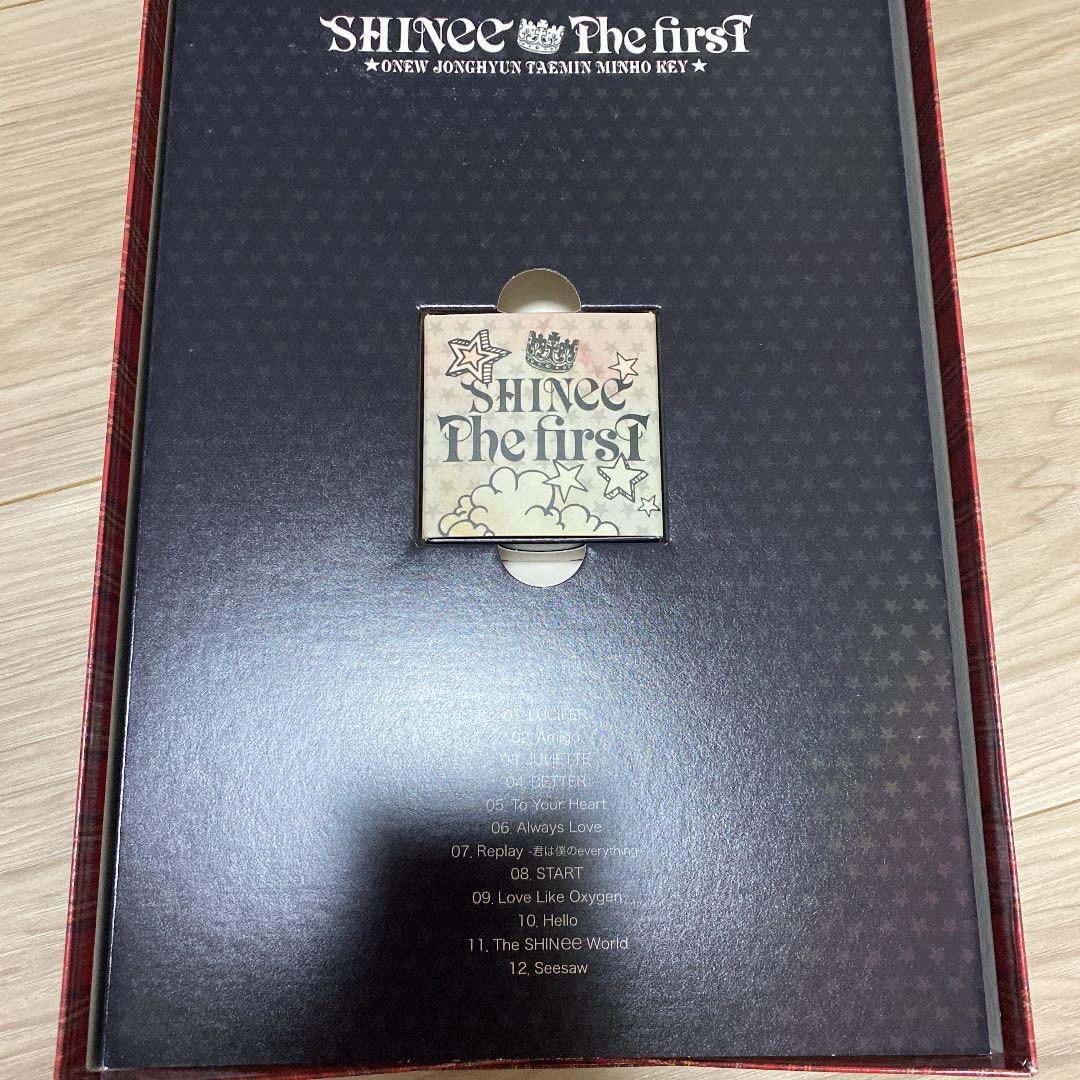 SHINee The first
★ONEW JONGHYUN TAEMIN MINHO KEY★
SHINee
The first
01. LUCIFER
02. Amigo
03. JULIETTE
04. BETTER
05. To Your Heart
06. Always Love
07. Replay -君は僕のeverything-
08. START
09. Love Like Oxygen
10. Hello
11. The SHINee World
12. Seesaw